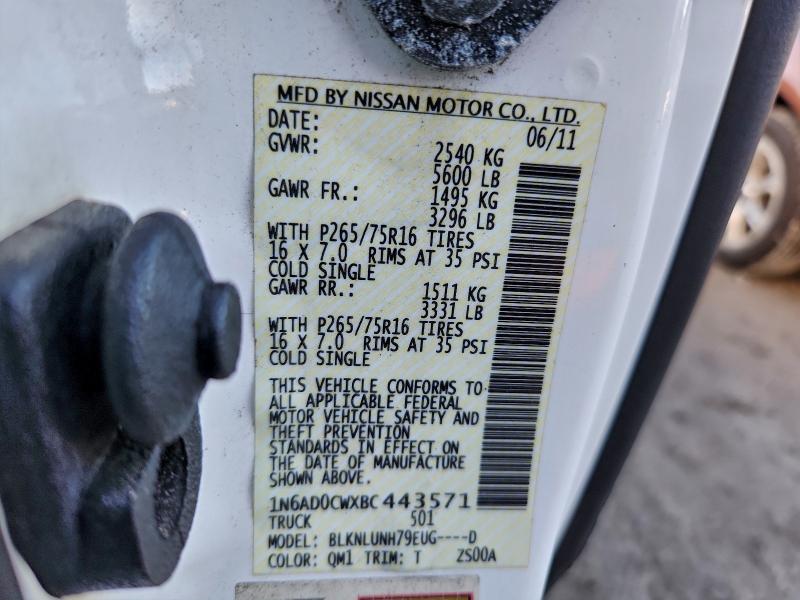 MFD BY NISSAN MOTOR CO., LTD.
DATE: 06/11
GVWR: 2540 KG
5600 LB
GAWR FR.: 1495 KG
3296 LB
WITH P265/75R16 TIRES
16 X 7.0 RIMS AT 35 PSI
COLD SINGLE
GAWR RR.: 1511 KG
3331 LB
WITH P265/75R16 TIRES
16 X 7.0 RIMS AT 35 PSI
COLD SINGLE
THIS VEHICLE CONFORMS TO
ALL APPLICABLE FEDERAL
MOTOR VEHICLE SAFETY AND
THEFT PREVENTION
STANDARDS IN EFFECT ON
THE DATE OF MANUFACTURE
SHOWN ABOVE.
1N6AD0CWXBC 443571
TRUCK 501
MODEL: BLKNLUNH79EUG----D
COLOR: QM1 TRIM: T ZS00A